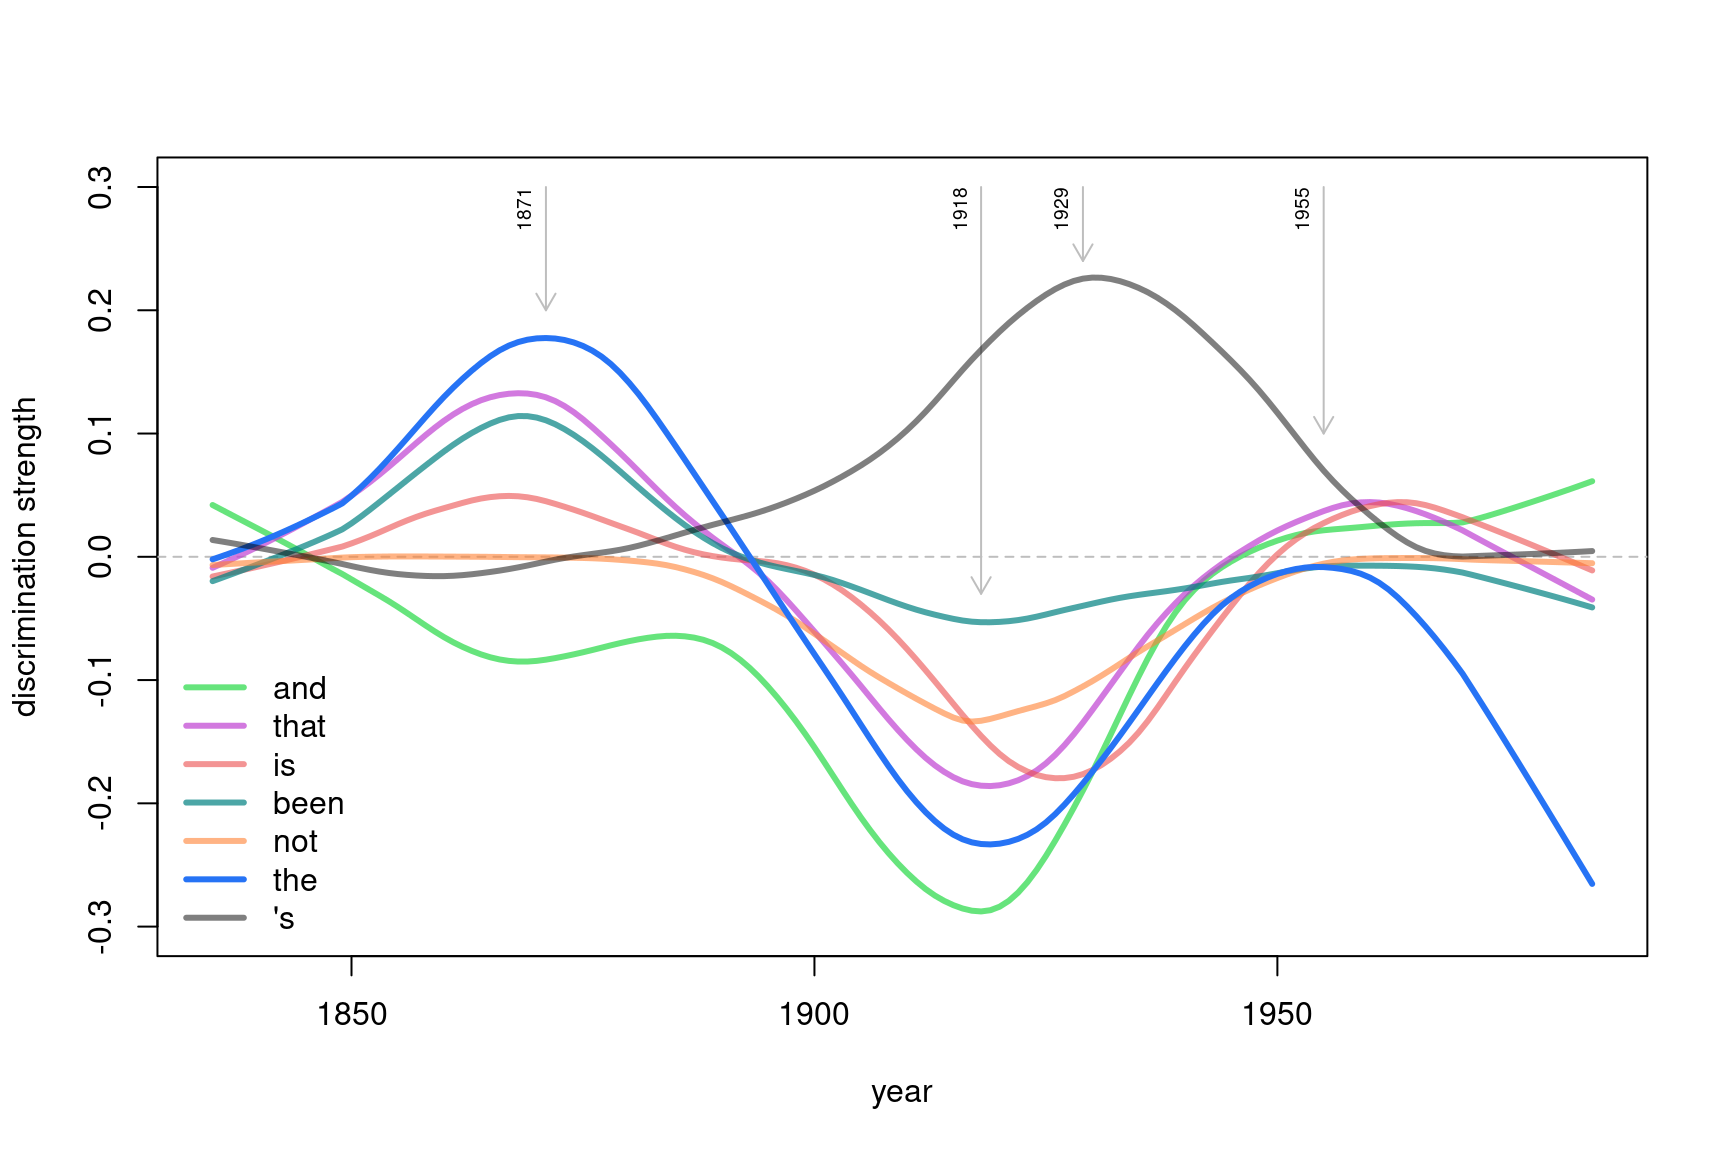 1871
1918
1929
1955
0.3
0.2
0.1
0.0
-0.1
-0.2
-0.3
discrimination strength
and
that
is
been
not
the
's
1850 1900 1950
year